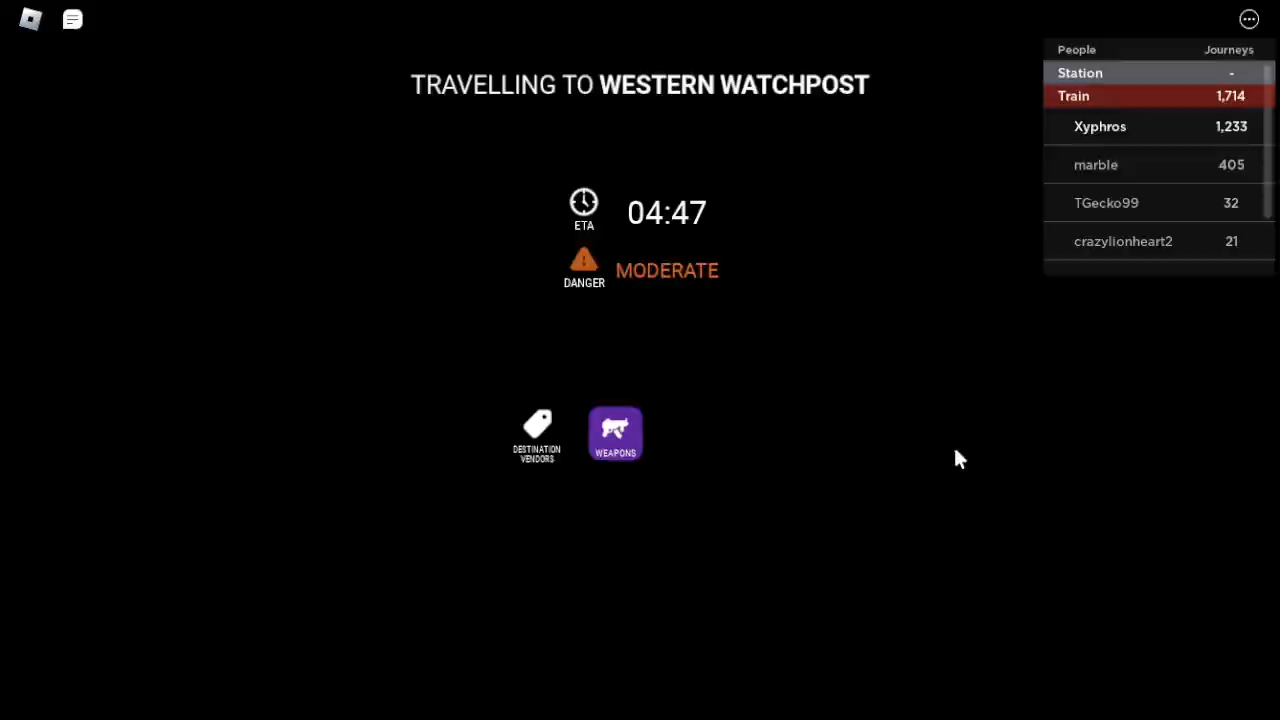 People Journeys
Station -
Train 1,714
Xyphros 1,233
marble 405
TGecko99 32
crazylionheart2 21
TRAVELLING TO WESTERN WATCHPOST
ETA 04:47
DANGER MODERATE
DESTINATION
VENDORS
WEAPONS